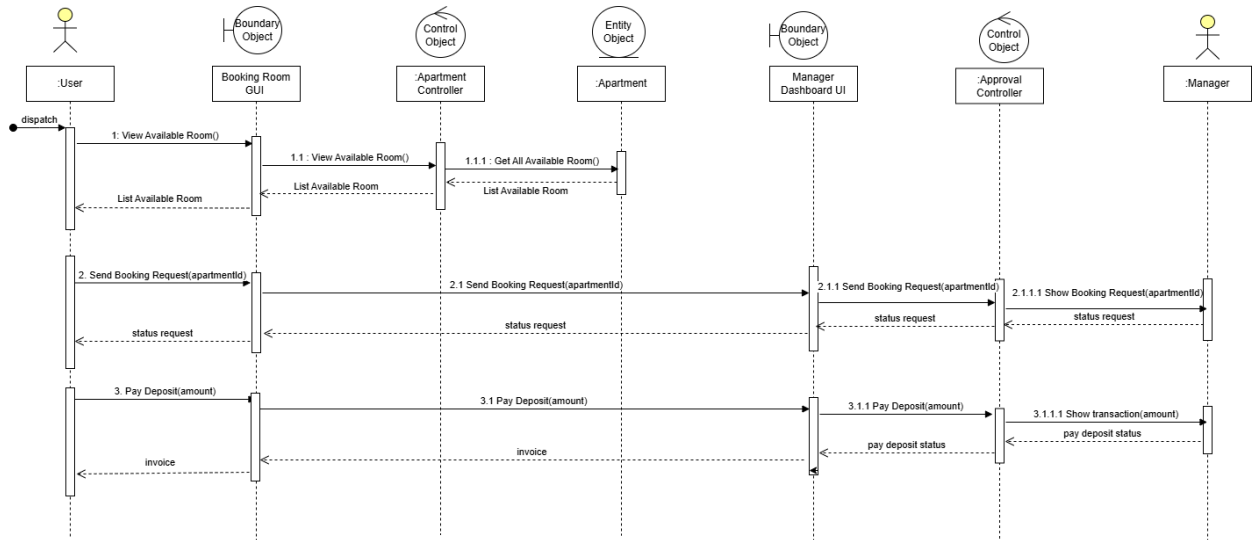 Boundary
Object
Control
Object
Entity
Object
Boundary
Object
Control
Object
:User
Booking Room
GUI
:Apartment
Controller
:Apartment
Manager
Dashboard UI
:Approval
Controller
:Manager
dispatch
1: View Available Room()
1.1 : View Available Room()
1.1.1 : Get All Available Room()
List Available Room
List Available Room
List Available Room
2. Send Booking Request(apartmentId)
2.1 Send Booking Request(apartmentId)
2.1.1 Send Booking Request(apartmentId)
2.1.1.1 Show Booking Request(apartmentId)
status request
status request
status request
status request
3. Pay Deposit(amount)
3.1 Pay Deposit(amount)
3.1.1 Pay Deposit(amount)
3.1.1.1 Show transaction(amount)
pay deposit status
pay deposit status
invoice
invoice